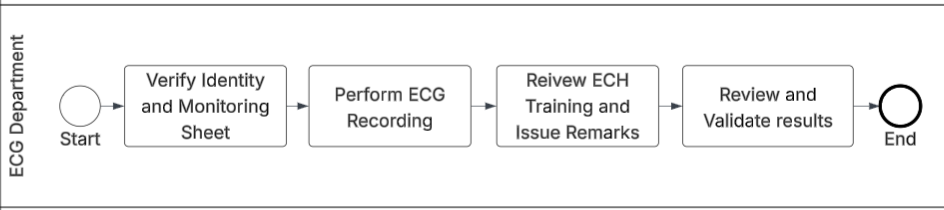 ECG Department
Start
Verify Identity
and Monitoring
Sheet
Perform ECG
Recording
Reivew ECH
Training and
Issue Remarks
Review and
Validate results
End